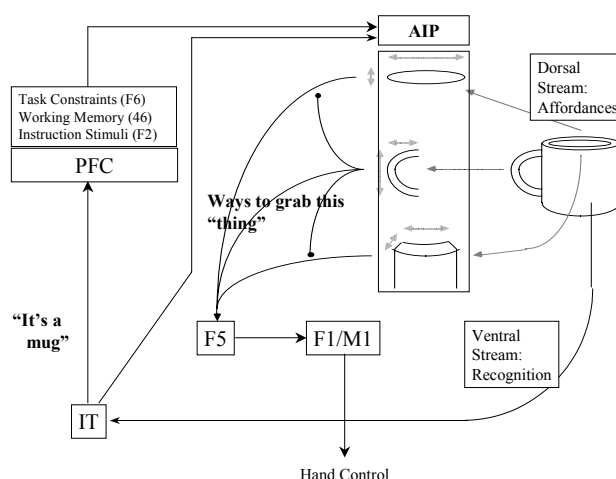 AIP
Task Constraints (F6)
Working Memory (46)
Instruction Stimuli (F2)
PFC
Dorsal
Stream:
Affordances
Ways to grab this
“thing”
“It’s a
mug”
F5
F1/M1
Ventral
Stream:
Recognition
IT
Hand Control